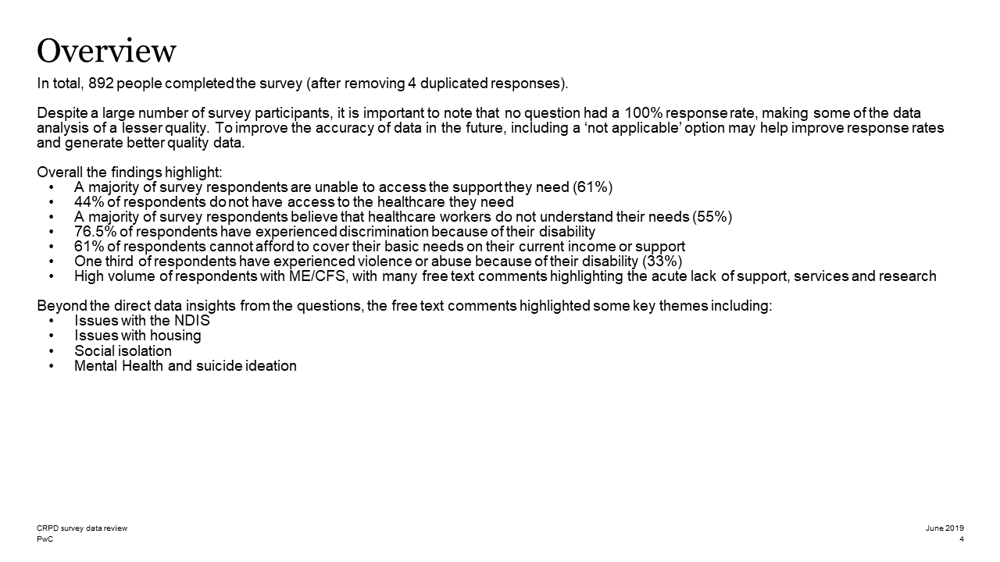 Overview
In total, 892 people completed the survey (after removing 4 duplicated responses).
Despite a large number of survey participants, it is important to note that no question had a 100% response rate, making some of the data
analysis of a lesser quality. To improve the accuracy of data in the future, including a ‘not applicable’ option may help improve response rates
and generate better quality data.
Overall the findings highlight:
• A majority of survey respondents are unable to access the support they need (61%)
• 44% of respondents do not have access to the healthcare they need
• A majority of survey respondents believe that healthcare workers do not understand their needs (55%)
• 76.5% of respondents have experienced discrimination because of their disability
• 61% of respondents cannot afford to cover their basic needs on their current income or support
• One third of respondents have experienced violence or abuse because of their disability (33%)
• High volume of respondents with ME/CFS, with many free text comments highlighting the acute lack of support, services and research
Beyond the direct data insights from the questions, the free text comments highlighted some key themes including:
• Issues with the NDIS
• Issues with housing
• Social isolation
• Mental Health and suicide ideation
CRPD survey data review
PwC
June 2019
4